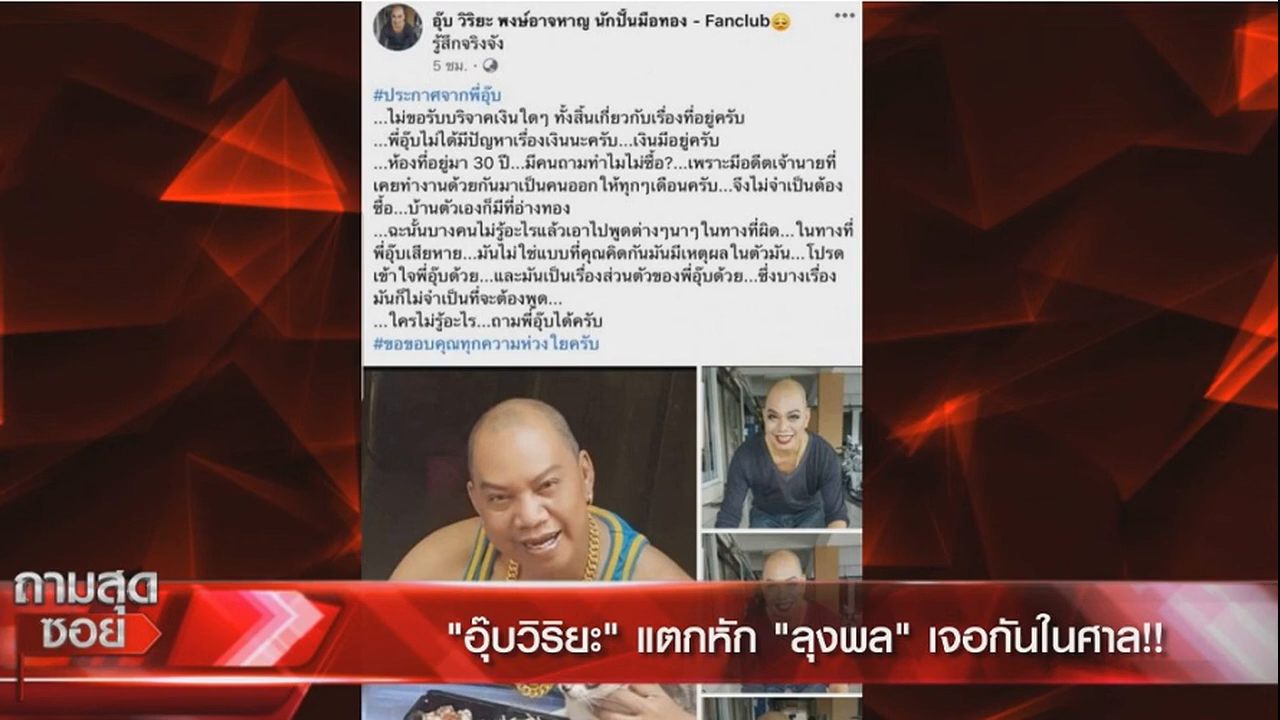 อุ๊บ วิริยะ พงษ์อาจหาญ นักปั้นมือทอง - Fanclub😔
รู้สึกจริงจัง
5 ชม. ·
#ประกาศจากพี่อุ๊บ
...ไม่ขอรับบริจาคเงินใดๆ ทั้งสิ้นเกี่ยวกับเรื่องที่อยู่ครับ
...พี่อุ๊บไม่ได้มีปัญหาเรื่องเงินนะครับ...เงินมีอยู่ครับ
...ห้องที่อยู่มา 30 ปี...มีคนถามทำไมไม่ซื้อ?...เพราะมีอดีตเจ้านายที่
เคยทำงานด้วยกันมาเป็นคนออกให้ทุกๆเดือนครับ...จึงไม่จำเป็นต้อง
ซื้อ...บ้านตัวเองก็มีที่อ่างทอง
...ฉะนั้นบางคนไม่รู้อะไรแล้วเอาไปพูดต่างๆนาๆในทางที่ผิด...ในทางที่
พี่อุ๊บเสียหาย...มันไม่ใช่แบบที่คุณคิดกันมันมีเหตุผลในตัวมัน...โปรด
เข้าใจพี่อุ๊บด้วย...และมันเป็นเรื่องส่วนตัวของพี่อุ๊บด้วย...ซึ่งบางเรื่อง
มันก็ไม่จำเป็นที่จะต้องพูด...
...ใครไม่รู้อะไร...ถามพี่อุ๊บได้ครับ
#ขอขอบคุณทุกความห่วงใยครับ
ถามสุด
ซอย
"อุ๊บวิริยะ" แตกหัก "ลุงพล" เจอกันในศาล!!